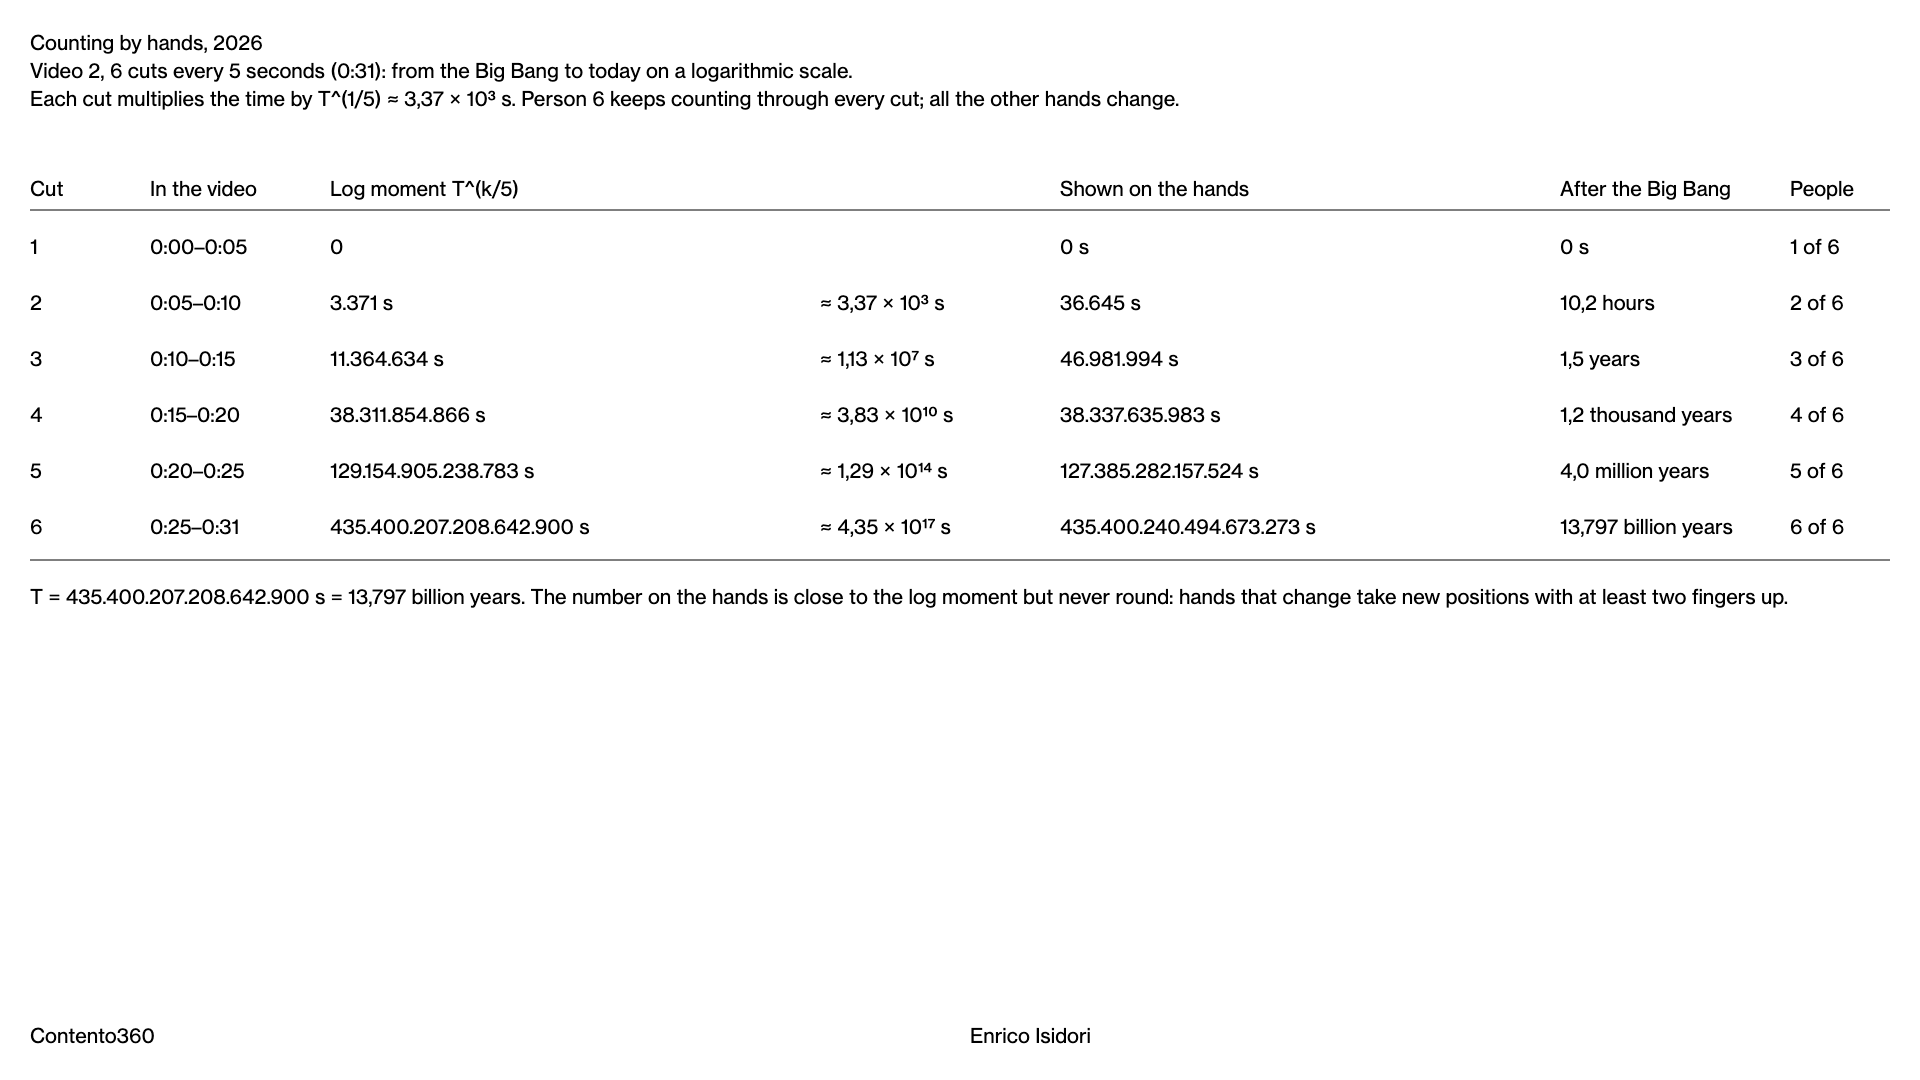 Counting by hands, 2026
Video 2, 6 cuts every 5 seconds (0:31): from the Big Bang to today on a logarithmic scale.
Each cut multiplies the time by T^(1/5) ≈ 3,37 × 10³ s. Person 6 keeps counting through every cut; all the other hands change.
Cut In the video Log moment T^(k/5) Shown on the hands After the Big Bang People
1 0:00–0:05 0 0 s 0 s 1 of 6
2 0:05–0:10 3.371 s ≈ 3,37 × 10³ s 36.645 s 10,2 hours 2 of 6
3 0:10–0:15 11.364.634 s ≈ 1,13 × 10⁷ s 46.981.994 s 1,5 years 3 of 6
4 0:15–0:20 38.311.854.866 s ≈ 3,83 × 10¹⁰ s 38.337.635.983 s 1,2 thousand years 4 of 6
5 0:20–0:25 129.154.905.238.783 s ≈ 1,29 × 10¹⁴ s 127.385.282.157.524 s 4,0 million years 5 of 6
6 0:25–0:31 435.400.207.208.642.900 s ≈ 4,35 × 10¹⁷ s 435.400.240.494.673.273 s 13,797 billion years 6 of 6
T = 435.400.207.208.642.900 s = 13,797 billion years. The number on the hands is close to the log moment but never round: hands that change take new positions with at least two fingers up.
Contento360 Enrico Isidori